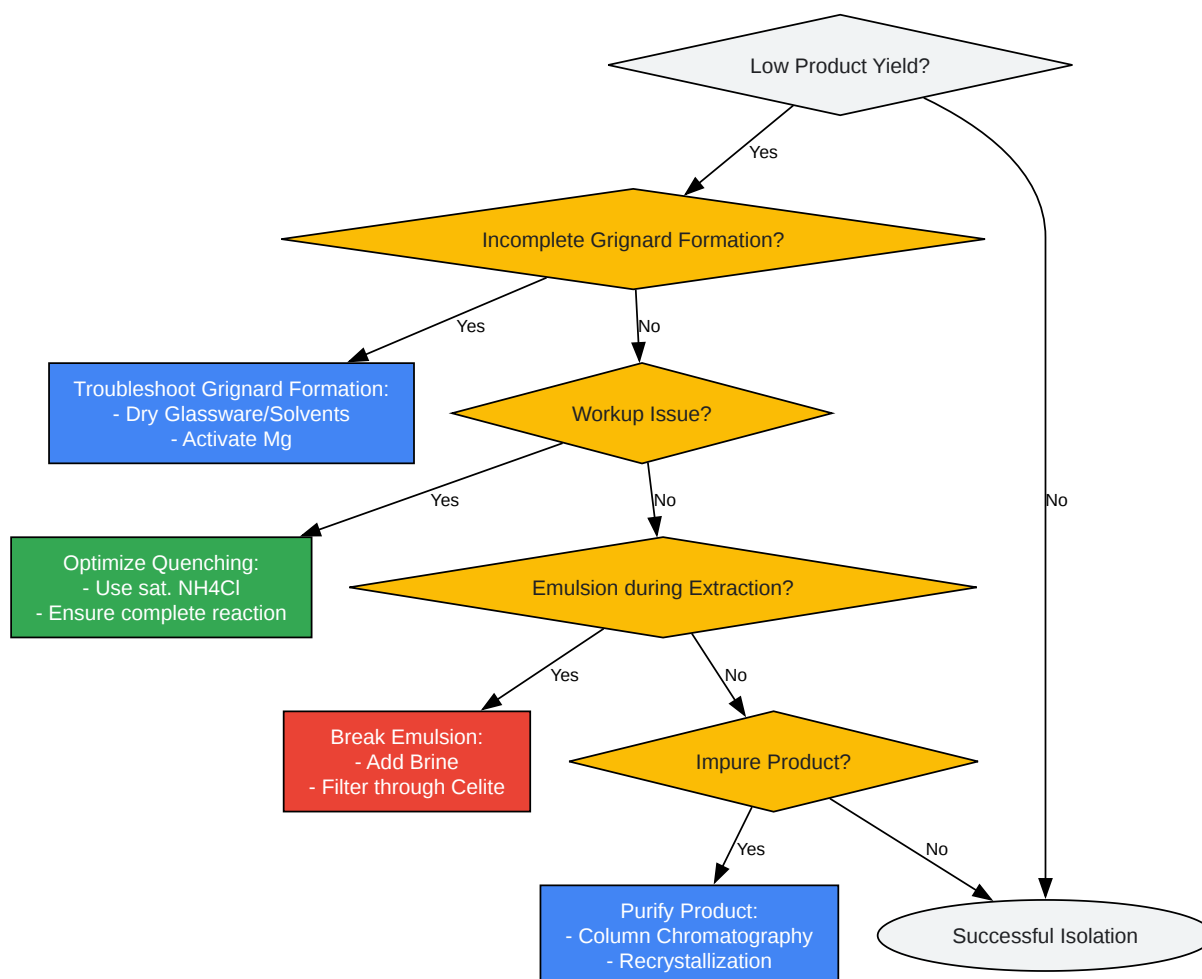 Low Product Yield?
Yes
Incomplete Grignard Formation?
Yes
No
Troubleshoot Grignard Formation:
- Dry Glassware/Solvents
- Activate Mg
Workup Issue?
No
Yes
No
Optimize Quenching:
- Use sat. NH4Cl
- Ensure complete reaction
Emulsion during Extraction?
Yes
No
Break Emulsion:
- Add Brine
- Filter through Celite
Impure Product?
Yes
No
Purify Product:
- Column Chromatography
- Recrystallization
Successful Isolation